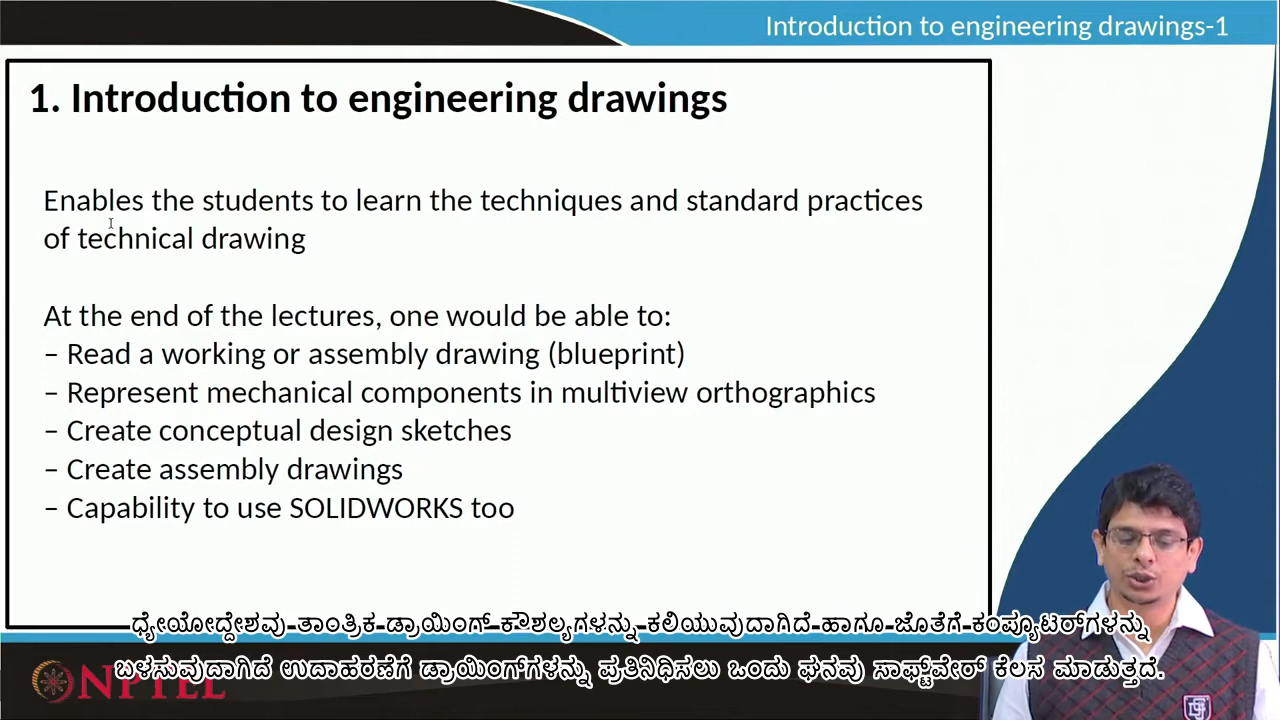 Introduction to engineering drawings-1
1. Introduction to engineering drawings
Enables the students to learn the techniques and standard practices
of technical drawing
At the end of the lectures, one would be able to:
– Read a working or assembly drawing (blueprint)
– Represent mechanical components in multiview orthographics
– Create conceptual design sketches
– Create assembly drawings
– Capability to use SOLIDWORKS too
ಧ್ಯೇಯೋದ್ದೇಶವು ತಾಂತ್ರಿಕ ಡ್ರಾಯಿಂಗ್ ಕೌಶಲ್ಯಗಳನ್ನು ಕಲಿಯುವುದಾಗಿದೆ ಹಾಗೂ ಜೊತೆಗೆ ಕಂಪ್ಯೂಟರ್‌ಗಳನ್ನು
ಬಳಸುವುದಾಗಿದೆ ಉದಾಹರಣೆಗೆ ಡ್ರಾಯಿಂಗ್‌ಗಳನ್ನು ಪ್ರತಿನಿಧಿಸಲು ಒಂದು ಘನವು ಸಾಫ್ಟ್‌ವೇರ್ ಕೆಲಸ ಮಾಡುತ್ತದೆ.
NPTEL